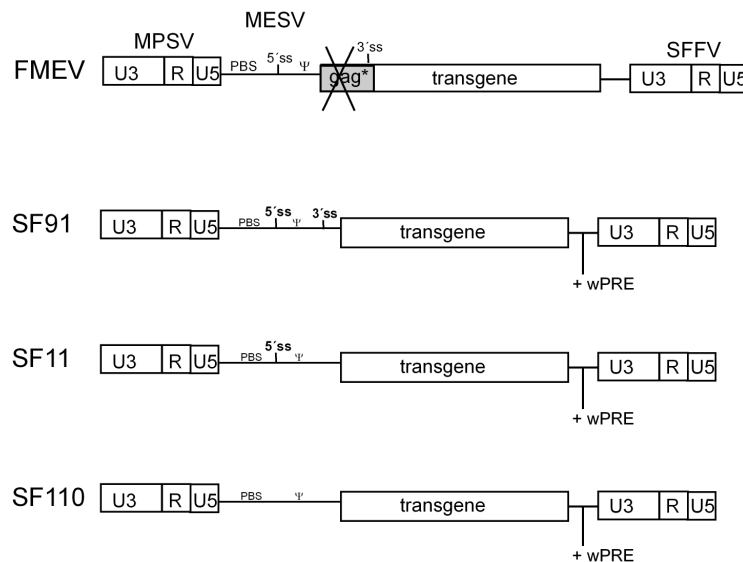 MESV
MPSV 3´ss SFFV
FMEV U3 R U5 PBS 5´ss Ψ gag* transgene U3 R U5
SF91 U3 R U5 PBS 5´ss Ψ 3´ss transgene U3 R U5
+ wPRE
SF11 U3 R U5 PBS 5´ss Ψ transgene U3 R U5
+ wPRE
SF110 U3 R U5 PBS Ψ transgene U3 R U5
+ wPRE